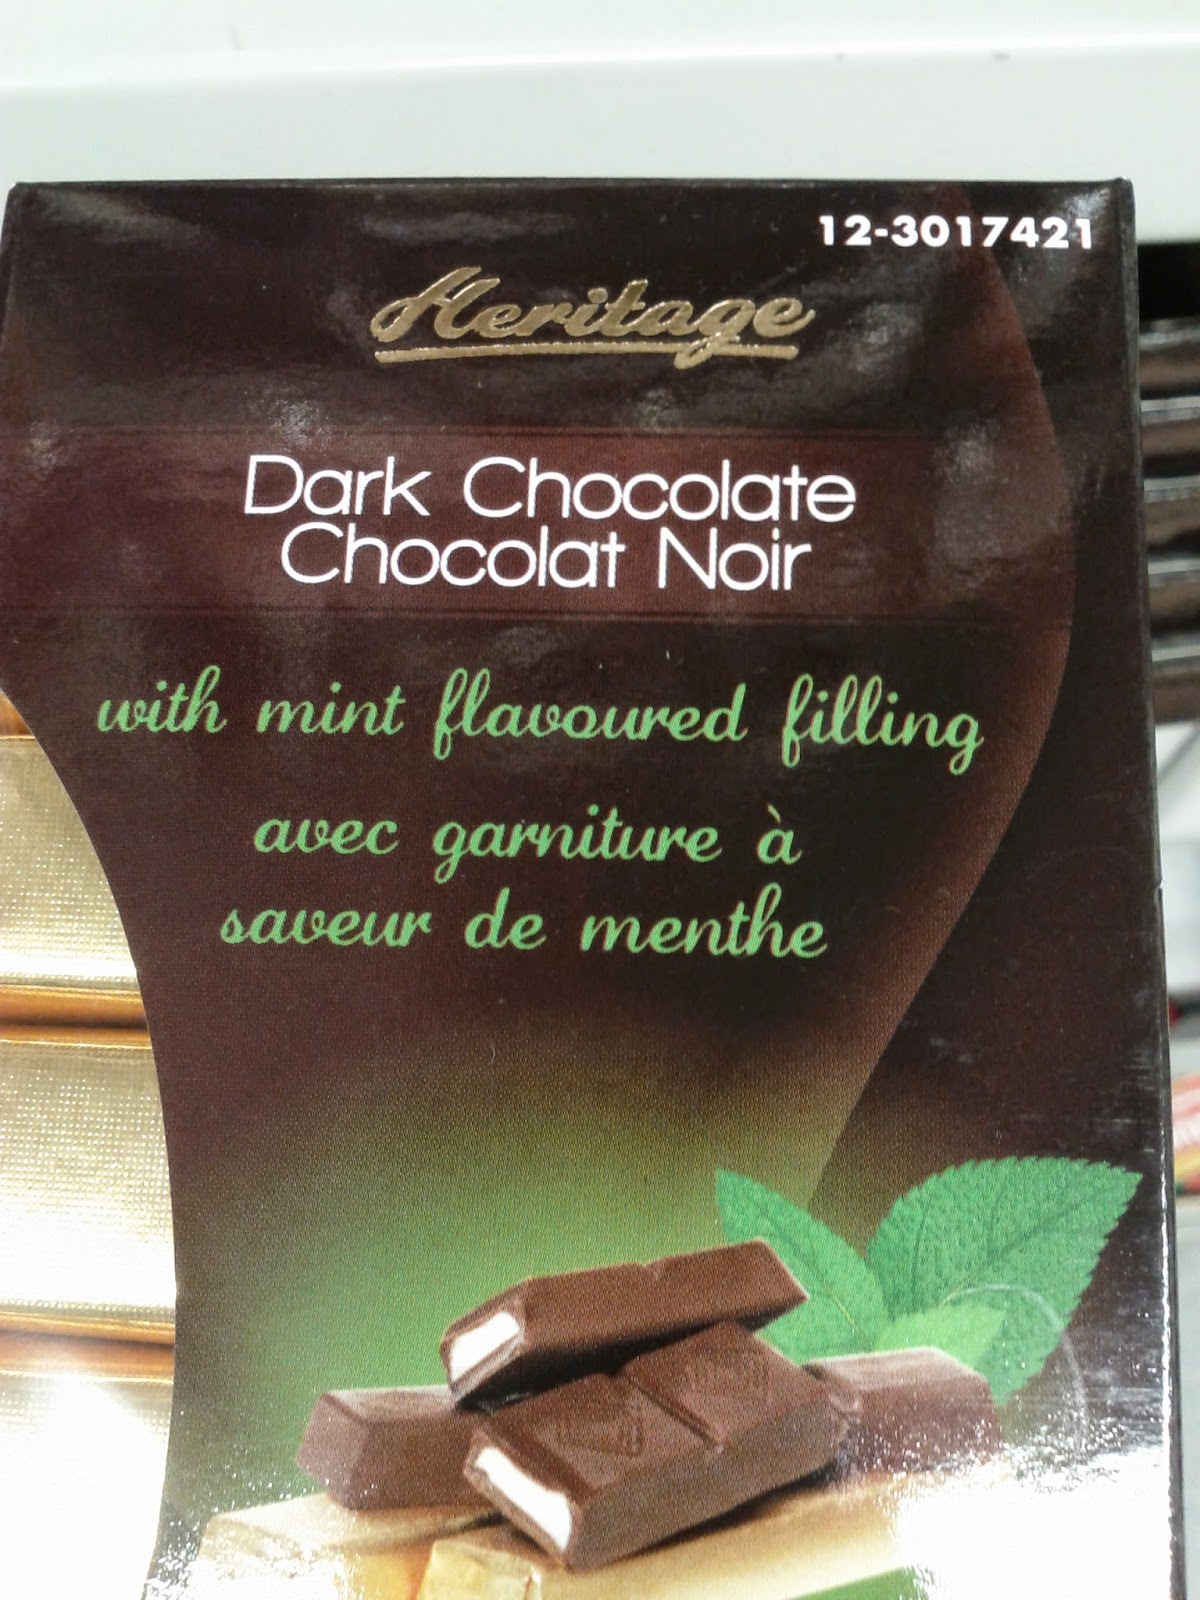 12-3017421
Heritage
Dark Chocolate
Chocolat Noir
with mint flavoured filling
avec garniture à
saveur de menthe